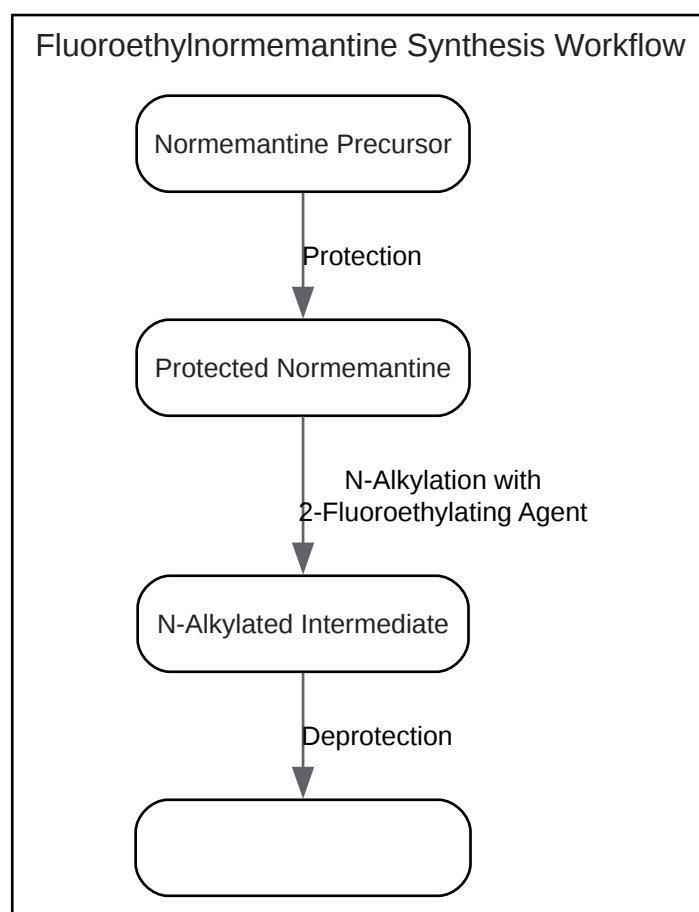 Fluoroethylnormemantine Synthesis Workflow
Normemantine Precursor
Protection
Protected Normemantine
N-Alkylation with
2-Fluoroethylating Agent
N-Alkylated Intermediate
Deprotection